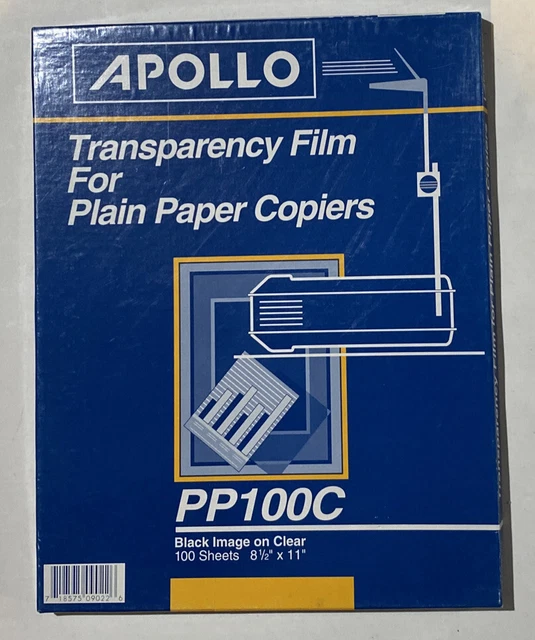 APOLLO
Transparency Film
For
Plain Paper Copiers
PP100C
Black Image on Clear
100 Sheets 8½" x 11"
7 18575 09022 6